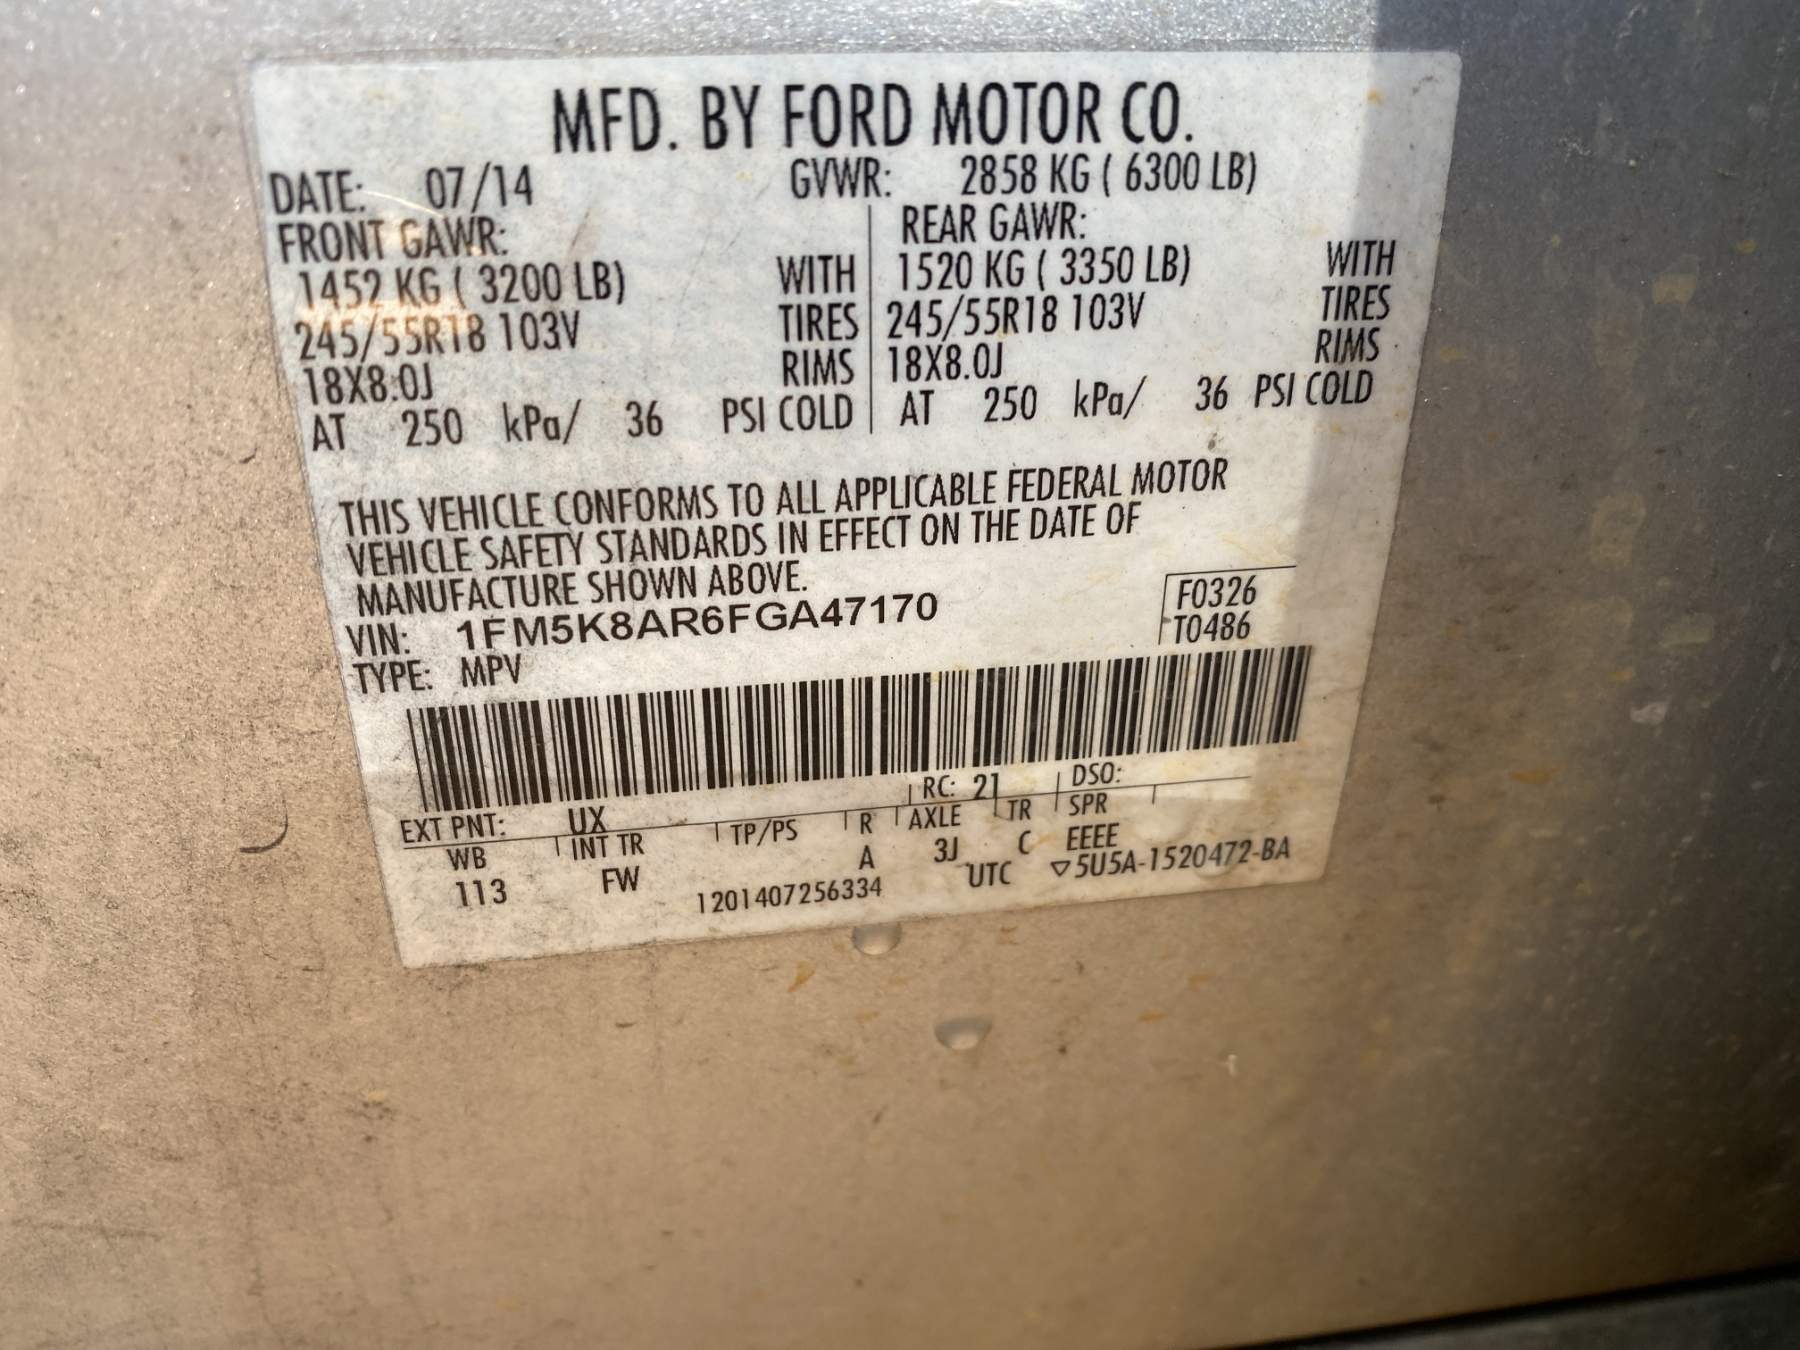 MFD. BY FORD MOTOR CO.
DATE: 07/14 GVWR: 2858 KG ( 6300 LB)
FRONT GAWR: REAR GAWR:
1452 KG ( 3200 LB) WITH 1520 KG ( 3350 LB) WITH
245/55R18 103V TIRES 245/55R18 103V TIRES
18X8.0J RIMS 18X8.0J RIMS
AT 250 kPa/ 36 PSI COLD AT 250 kPa/ 36 PSI COLD
THIS VEHICLE CONFORMS TO ALL APPLICABLE FEDERAL MOTOR
VEHICLE SAFETY STANDARDS IN EFFECT ON THE DATE OF
MANUFACTURE SHOWN ABOVE.
VIN: 1FM5K8AR6FGA47170 F0326
TYPE: MPV T0486
EXT PNT: UX RC: 21 DSO:
WB INT TR TP/PS R AXLE TR SPR
113 FW A 3J C EEEE
1201407256334 UTC ▽5U5A-1520472-BA